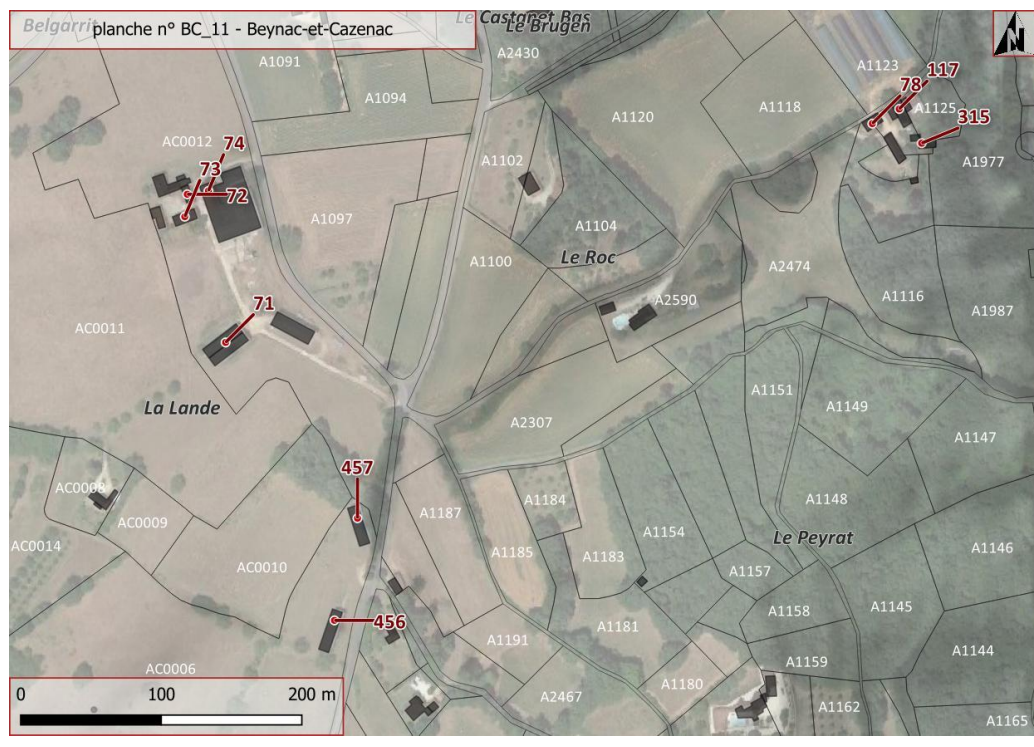 Belgarrit
planche n° BC_11 - Beynac-et-Cazenac
Le Castanet Bas
Le Brugen
N
A2430
A1091
A1094
A1123
117
78
A1118
A1125
A1120
315
74
AC0012
73
A1102
A1977
72
A1097
A1104
A1100
Le Roc
A2474
A2590
A1116
71
A1987
AC0011
A1151
La Lande
A1149
A2307
A1147
457
AC0008
A1184
A1148
A1187
AC0009
A1154
Le Peyrat
AC0014
A1185
A1183
A1146
AC0010
A1157
A1158
A1145
456
A1181
A1191
A1144
A1159
AC0006
A1180
0 100 200 m
A2467
A1162
A1165